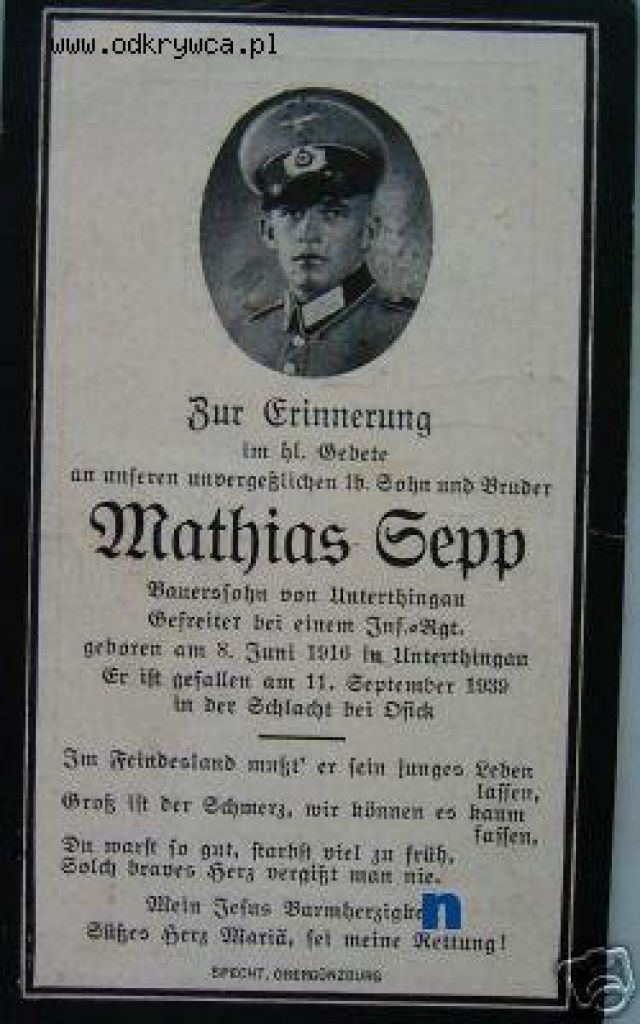 www.odkrywca.pl
Zur Erinnerung
im hl. Gebete
an unseren unvergeßlichen lb. Sohn und Bruder
Mathias Sepp
Bauerssohn von Unterthingau
Gefreiter bei einem Inf.-Rgt.
geboren am 8. Juni 1916 in Unterthingau
Er ist gefallen am 11. September 1939
in der Schlacht bei Osick
Im Feindesland mußt' er sein junges Leben
lassen,
Groß ist der Schmerz, wir können es kaum
fassen,
Du warst so gut, starbst viel zu früh,
Solch braves Herz vergißt man nie.
Mein Jesus Barmherzigke n
Süßes Herz Mariä, sei meine Rettung!
SPECHT, OBERGÜNZBURG